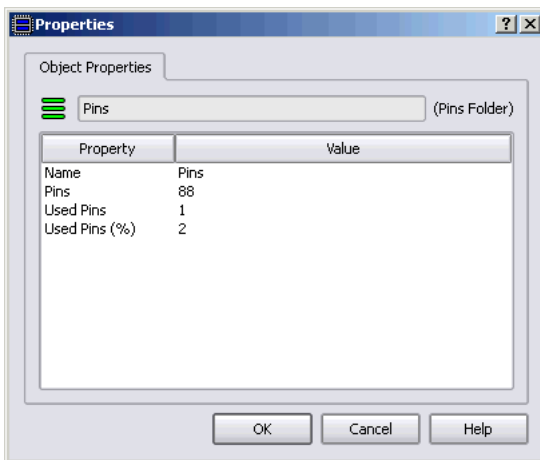 Properties
Object Properties
Pins (Pins Folder)
Property Value
Name Pins
Pins 88
Used Pins 1
Used Pins (%) 2
OK Cancel Help